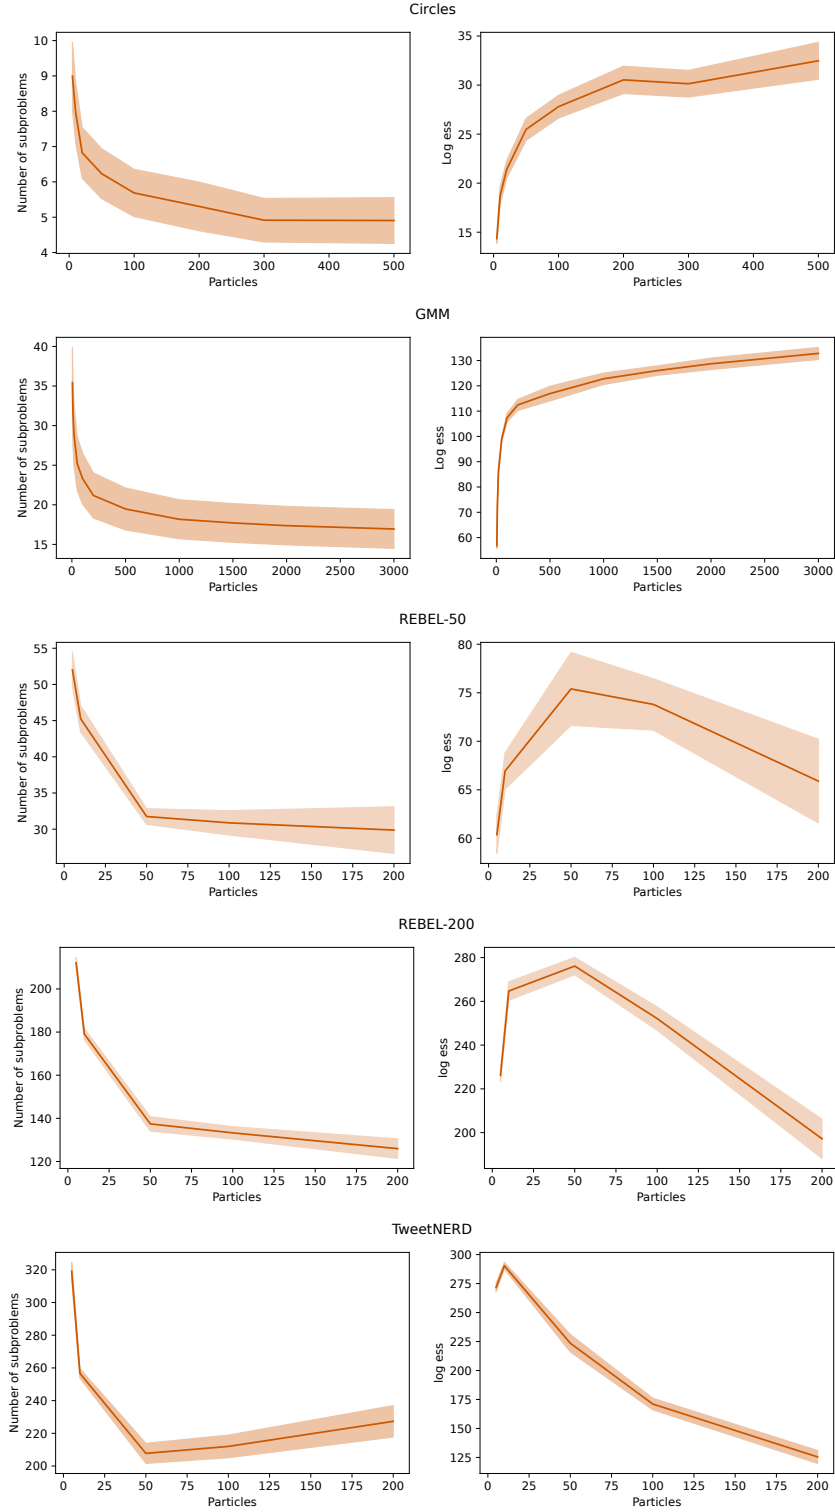 Circles
Number of subproblems
10
9
8
7
6
5
4
0 100 200 300 400 500
Particles
Log ess
35
30
25
20
15
0 100 200 300 400 500
Particles
GMM
Number of subproblems
40
35
30
25
20
15
0 500 1000 1500 2000 2500 3000
Particles
Log ess
130
120
110
100
90
80
70
60
0 500 1000 1500 2000 2500 3000
Particles
REBEL-50
Number of subproblems
55
50
45
40
35
30
0 25 50 75 100 125 150 175 200
Particles
log ess
80
75
70
65
60
0 25 50 75 100 125 150 175 200
Particles
REBEL-200
Number of subproblems
200
180
160
140
120
0 25 50 75 100 125 150 175 200
Particles
log ess
280
260
240
220
200
0 25 50 75 100 125 150 175 200
Particles
TweetNERD
Number of subproblems
320
300
280
260
240
220
200
0 25 50 75 100 125 150 175 200
Particles
log ess
300
275
250
225
200
175
150
125
0 25 50 75 100 125 150 175 200
Particles